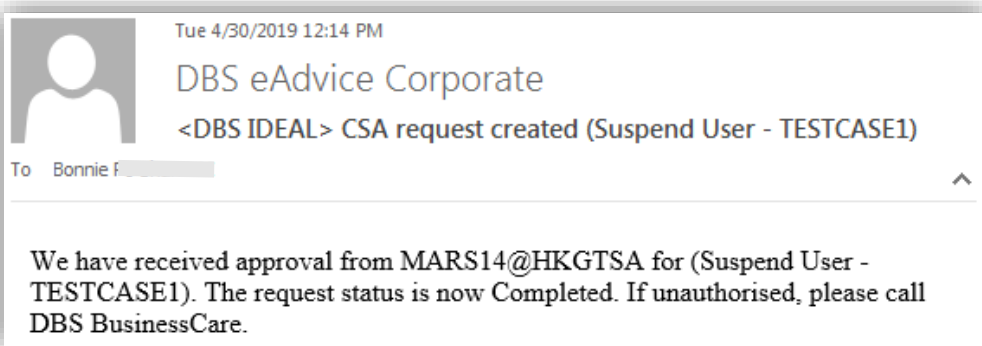 Tue 4/30/2019 12:14 PM
DBS eAdvice Corporate
<DBS IDEAL> CSA request created (Suspend User - TESTCASE1)
To Bonnie
We have received approval from MARS14@HKGTSA for (Suspend User -
TESTCASE1). The request status is now Completed. If unauthorised, please call
DBS BusinessCare.